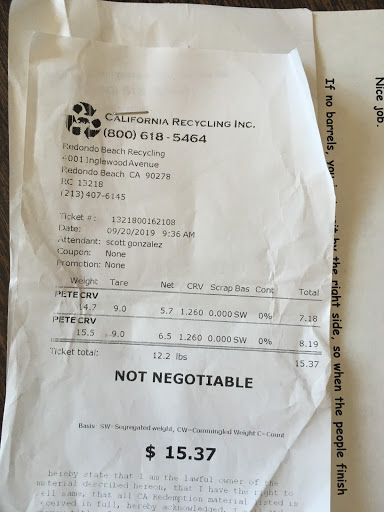 CALIFORNIA RECYCLING INC.
(800) 618 - 5464
Redondo Beach Recycling
4001 Inglewood Avenue
Redondo Beach CA 90278
RC 13218
(213) 407-6145
Ticket #: 1321800162108
Date: 09/20/2019 9:36 AM
Attendant: scott gonzalez
Coupon: None
Promotion: None
Weight Tare Net CRV Scrap Bas Cont Total
PETE CRV
14.7 9.0 5.7 1.260 0.000 SW 0% 7.18
PETE CRV
15.5 9.0 6.5 1.260 0.000 SW 0% 8.19
Ticket total: 12.2 lbs 15.37
NOT NEGOTIABLE
Basis: SW=Segregated weight, CW=Commingled Weight C=Count
$ 15.37
hereby state that I am the lawful owner of the
material described hereon, that I have the right to
sell same, that all CA Redemption material listed is
received in full, hereby acknowledged.
Nice job.
If no barrels, you it by the right side, so when the people finish